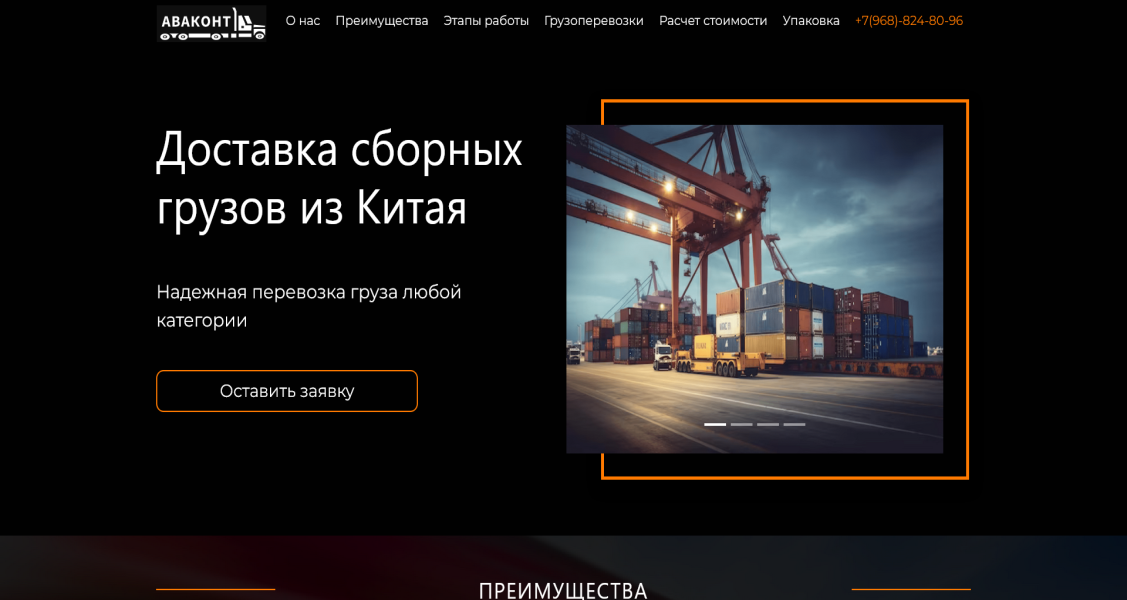 АВАКОНТ
О нас Преимущества Этапы работы Грузоперевозки Расчет стоимости Упаковка +7(968)-824-80-96
Доставка сборных
грузов из Китая
Надежная перевозка груза любой
категории
Оставить заявку
ПРЕИМУЩЕСТВА